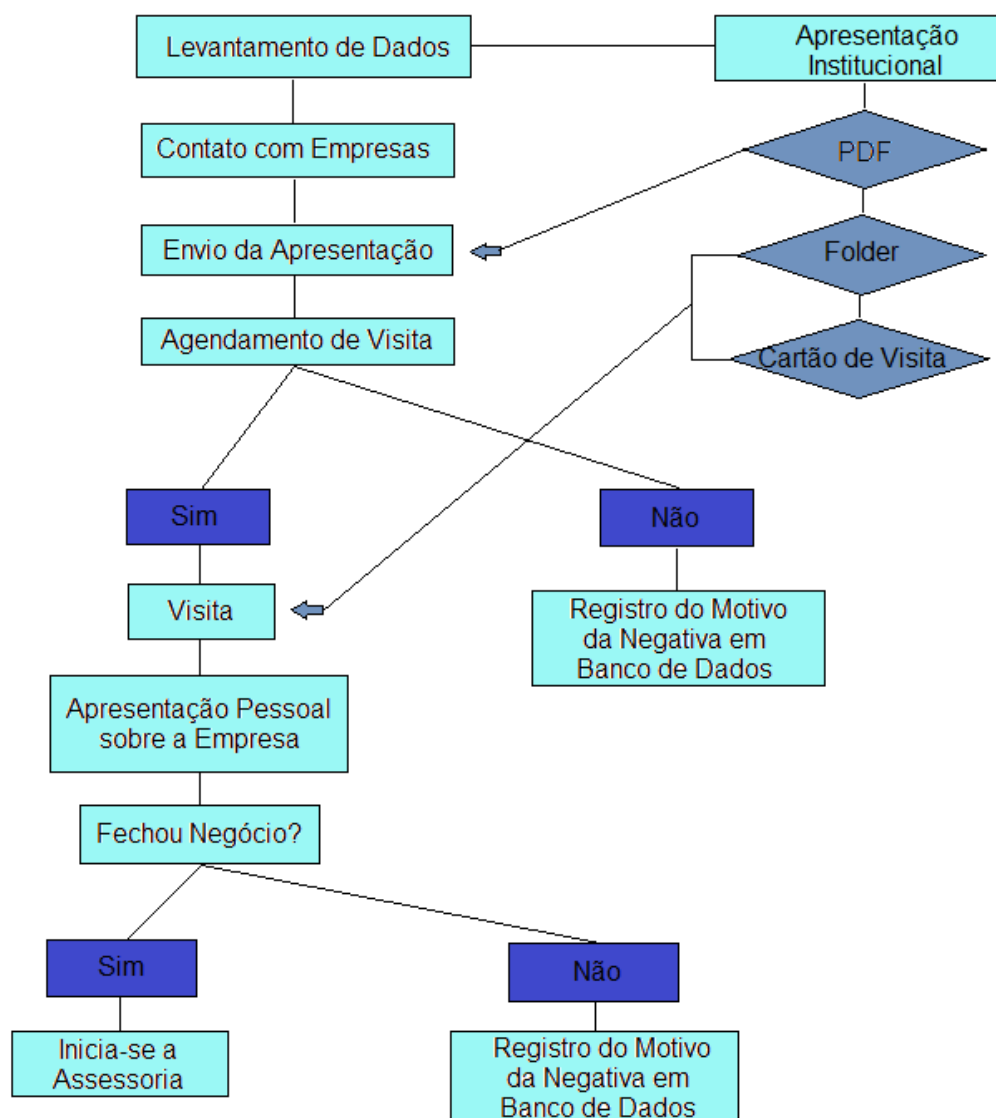 Levantamento de Dados
Apresentação
Institucional
Contato com Empresas
PDF
Envio da Apresentação
Folder
Agendamento de Visita
Cartão de Visita
Sim
Não
Visita
Registro do Motivo
da Negativa em
Banco de Dados
Apresentação Pessoal
sobre a Empresa
Fechou Negócio?
Sim
Não
Inicia-se a
Assessoria
Registro do Motivo
da Negativa em
Banco de Dados